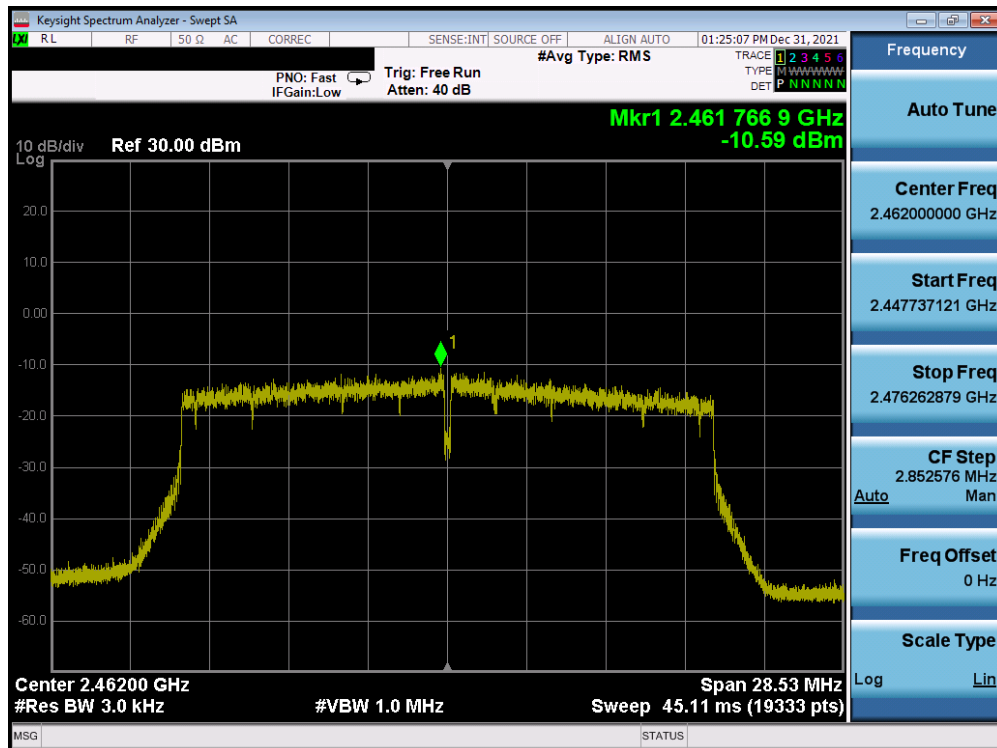 Keysight Spectrum Analyzer - Swept SA
LXI RL RF 50 Ω AC CORREC SENSE:INT SOURCE OFF ALIGN AUTO 01:25:07 PM Dec 31, 2021
#Avg Type: RMS
TRACE 1 2 3 4 5 6
TYPE M WWWWW
DET P N N N N N
PNO: Fast
IFGain:Low
Trig: Free Run
Atten: 40 dB
Mkr1 2.461 766 9 GHz
-10.59 dBm
10 dB/div
Log
Ref 30.00 dBm
20.0
10.0
0.00
-10.0
-20.0
-30.0
-40.0
-50.0
-60.0
1
Center 2.46200 GHz
Span 28.53 MHz
#Res BW 3.0 kHz
#VBW 1.0 MHz
Sweep 45.11 ms (19333 pts)
MSG
STATUS
Frequency
Auto Tune
Center Freq
2.462000000 GHz
Start Freq
2.447737121 GHz
Stop Freq
2.476262879 GHz
CF Step
2.852576 MHz
Auto Man
Freq Offset
0 Hz
Scale Type
Log Lin